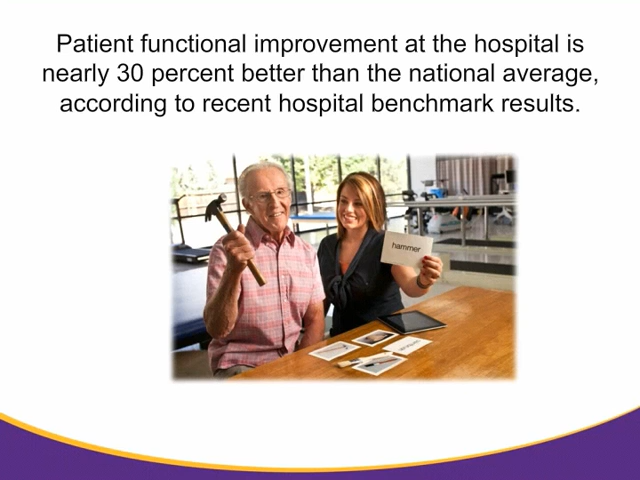 Patient functional improvement at the hospital is
nearly 30 percent better than the national average,
according to recent hospital benchmark results.
hammer